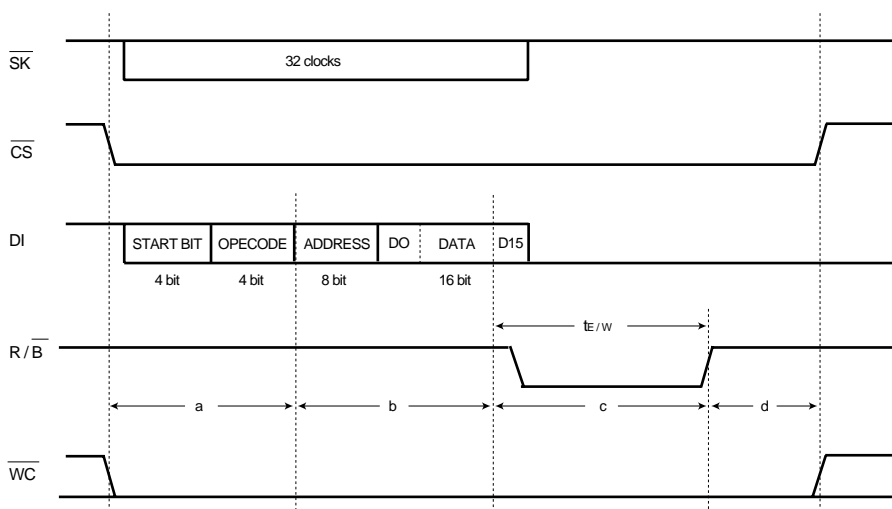 SK
32 clocks
CS
DI
START BIT OPECODE ADDRESS DO DATA D15
4 bit 4 bit 8 bit 16 bit
tE / W
R / B
a b c d
WC